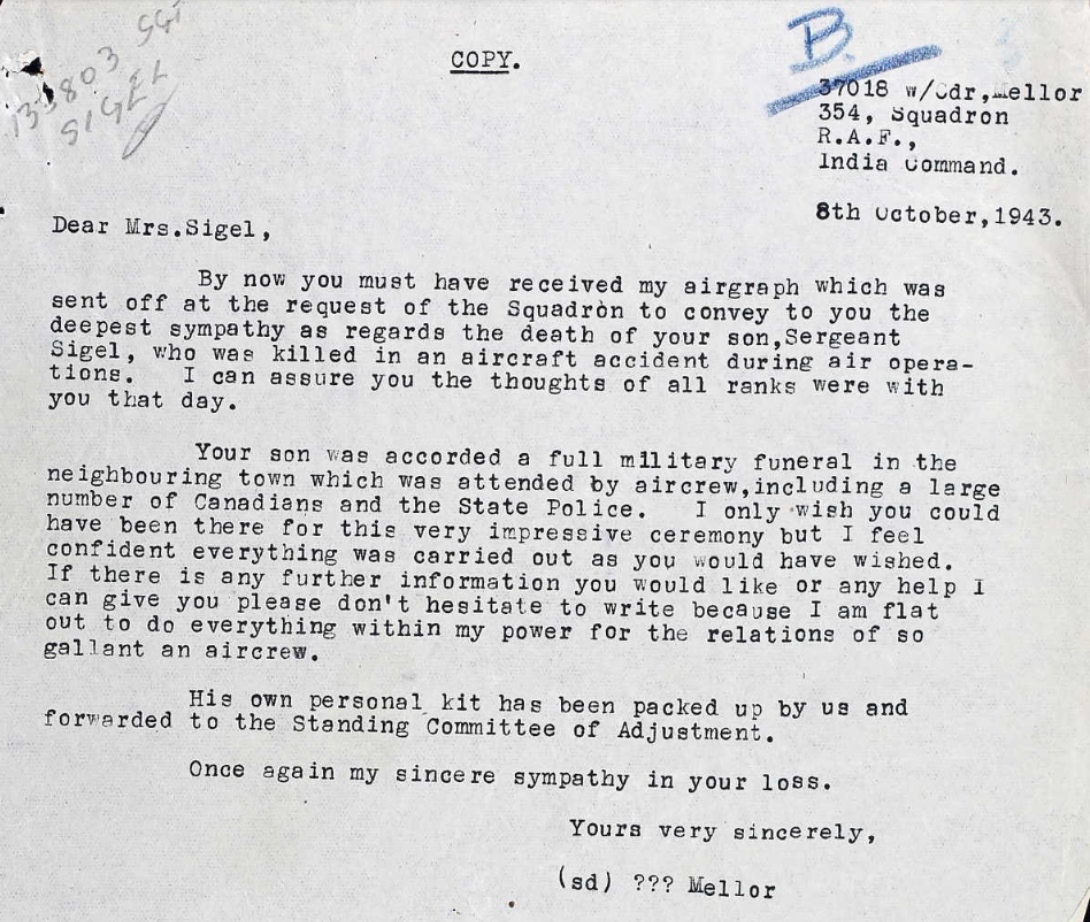 SGT
SIGEL
COPY.
B.
37018 w/Cdr,Mellor
354, Squadron
R.A.F.,
India Command.
8th October,1943.
Dear Mrs.Sigel,
By now you must have received my airgraph which was
sent off at the request of the Squadron to convey to you the
deepest sympathy as regards the death of your son,Sergeant
Sigel, who was killed in an aircraft accident during air opera-
tions. I can assure you the thoughts of all ranks were with
you that day.
Your son was accorded a full military funeral in the
neighbouring town which was attended by aircrew,including a large
number of Canadians and the State Police. I only wish you could
have been there for this very impressive ceremony but I feel
confident everything was carried out as you would have wished.
If there is any further information you would like or any help I
can give you please don't hesitate to write because I am flat
out to do everything within my power for the relations of so
gallant an aircrew.
His own personal kit has been packed up by us and
forwarded to the Standing Committee of Adjustment.
Once again my sincere sympathy in your loss.
Yours very sincerely,
(sd) ??? Mellor